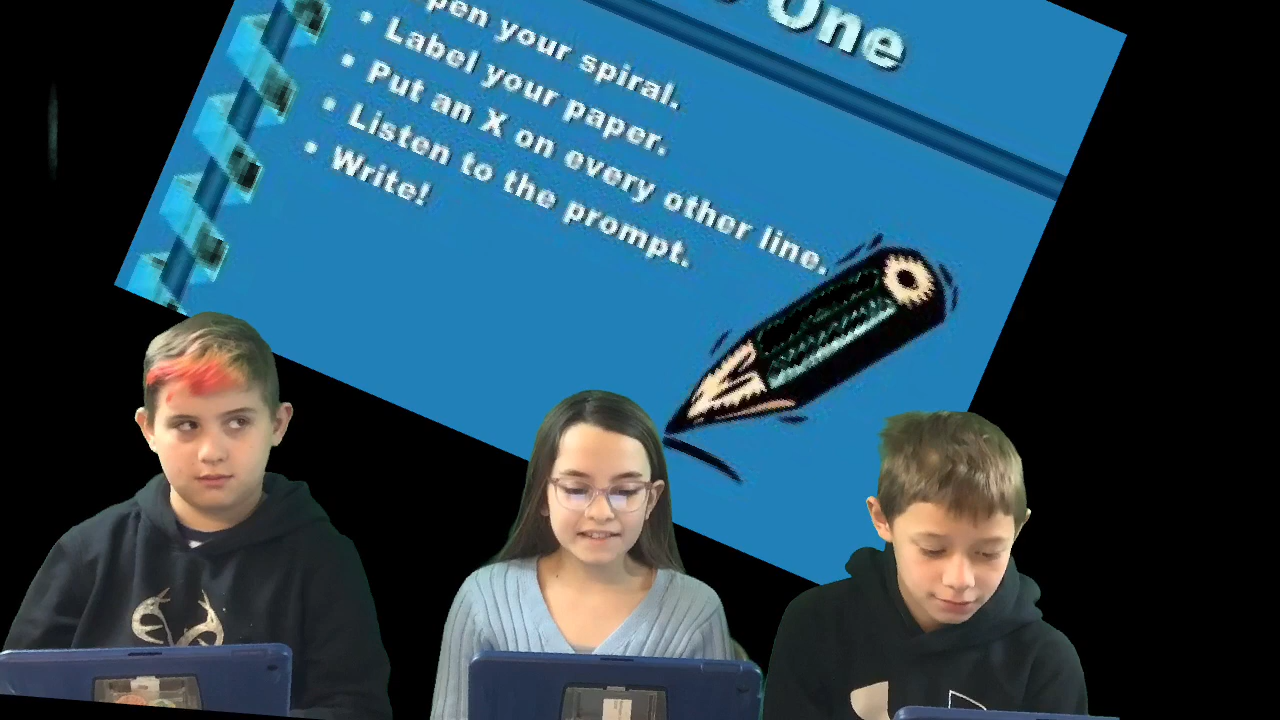 One
pen your spiral.
Label your paper.
Put an X on every other line.
Listen to the prompt.
Write!